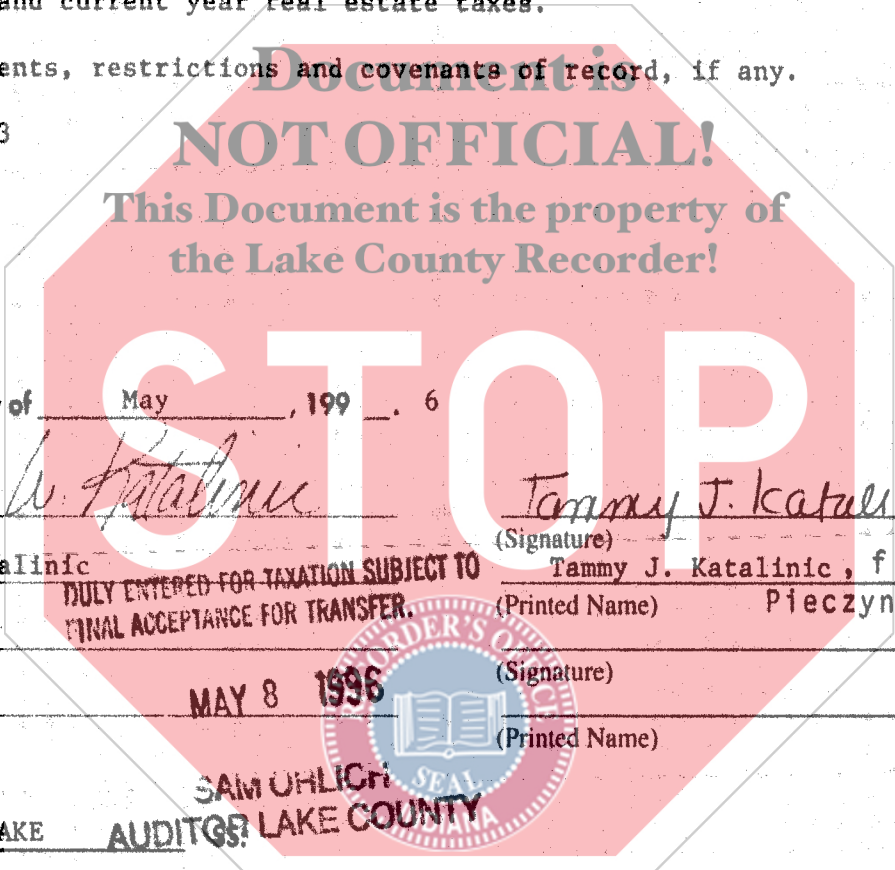 and current year real estate taxes.
ents, restrictions and covenants of record, if any.
Document is
NOT OFFICIAL!
3
This Document is the property of
the Lake County Recorder!
STOP
of May , 199 . 6
W. Katalinic Tammy J. Katali
(Signature)
alinic Tammy J. Katalinic , f
DULY ENTERED FOR TAXATION SUBJECT TO
FINAL ACCEPTANCE FOR TRANSFER.
(Printed Name) Pieczyn
(Signature)
MAY 8 1996
(Printed Name)
RECORDER'S OFFICE
SEAL
INDIANA
SAM ORLICH
AUDITOR LAKE COUNTY
AKE SS: